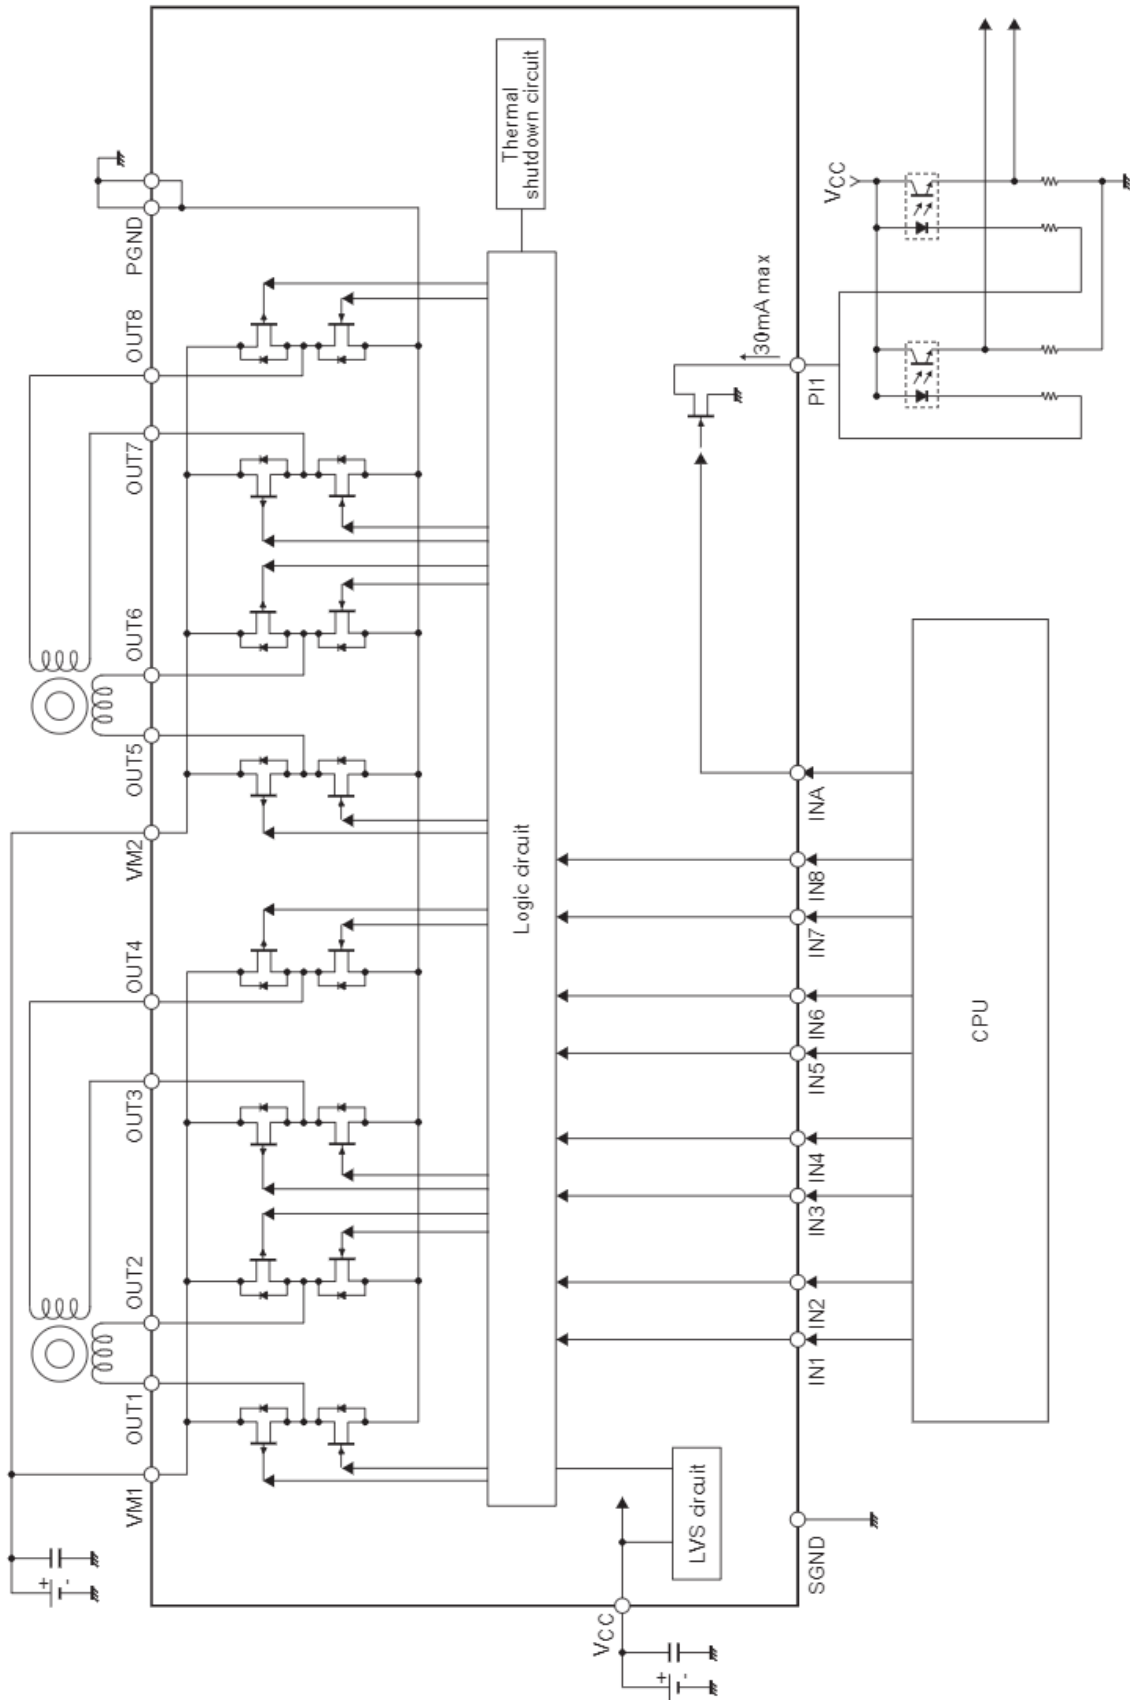 VM1
OUT1
OUT2
OUT3
OUT4
VM2
OUT5
OUT6
OUT7
OUT8
PGND
+
-
Thermal
shutdown circuit
Logic circuit
LVS circuit
30mA max
VCC
+
-
SGND
IN1
IN2
IN3
IN4
IN5
IN6
IN7
IN8
INA
PI1
VCC
CPU